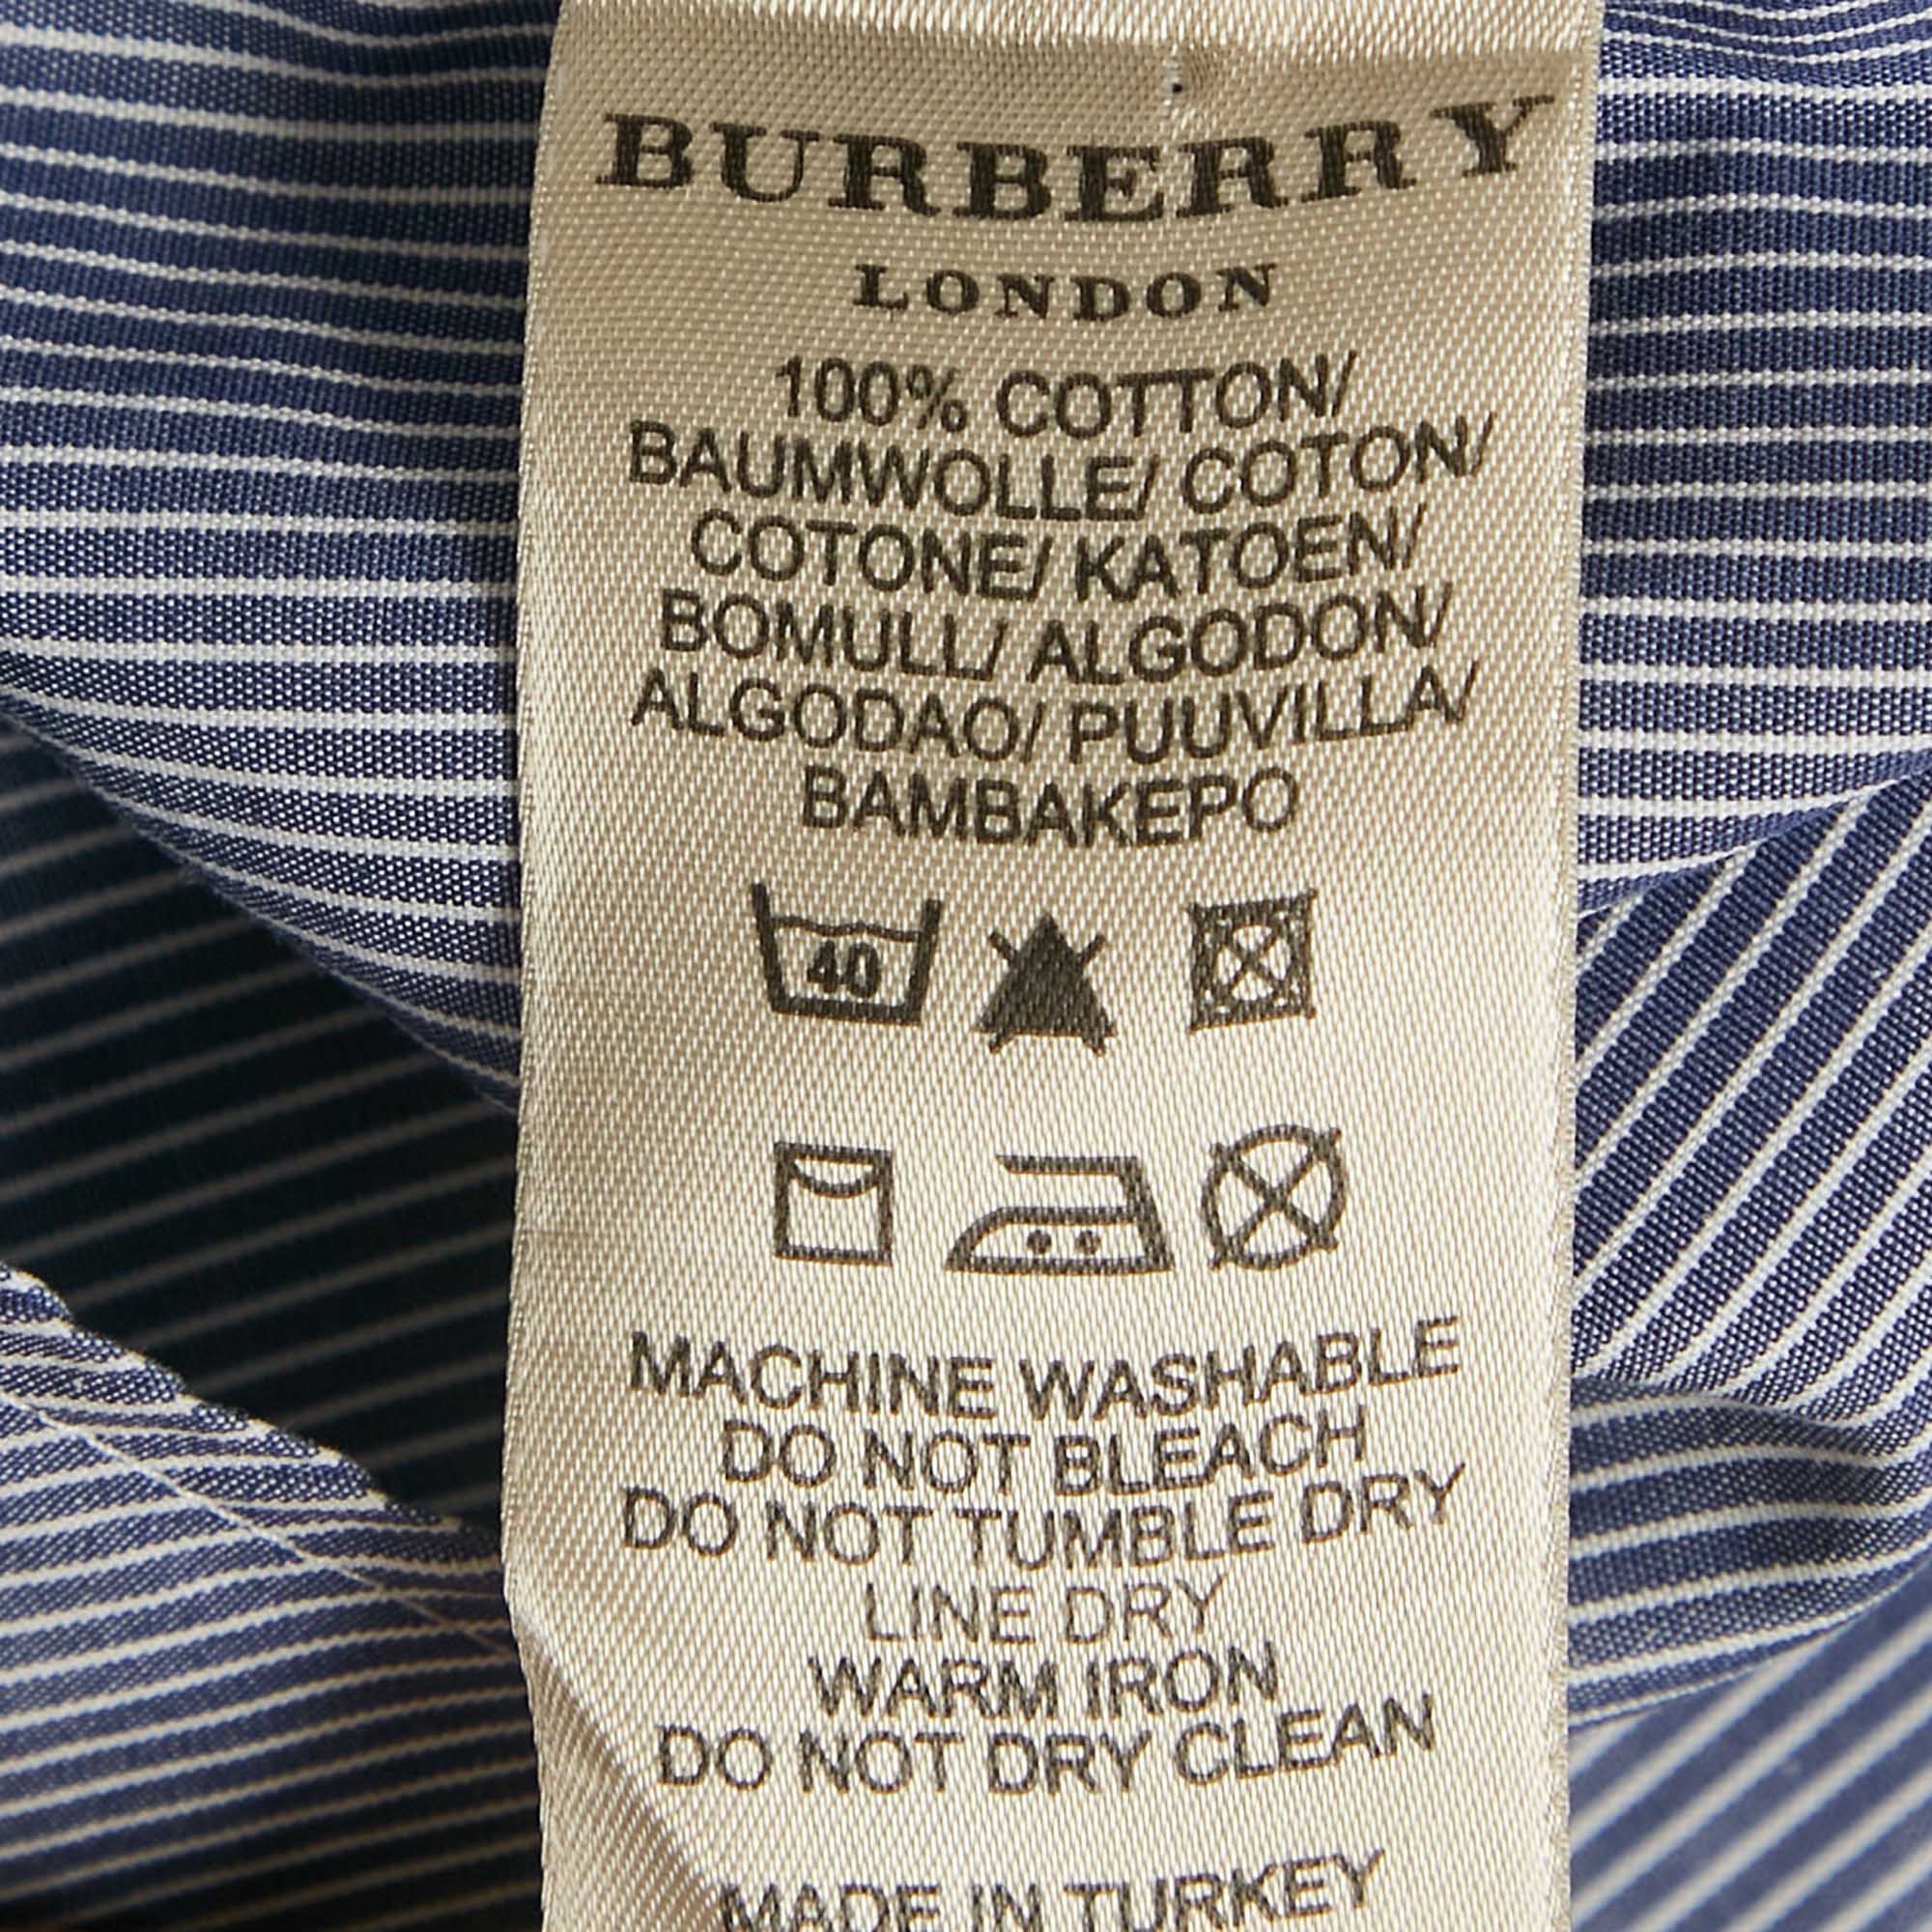 BURBERRY
LONDON
100% COTTON/
BAUMWOLLE/ COTON/
COTONE/ KATOEN/
BOMULL/ ALGODON/
ALGODAO/ PUUVILLA/
BAMBAKEPO
40
MACHINE WASHABLE
DO NOT BLEACH
DO NOT TUMBLE DRY
LINE DRY
WARM IRON
DO NOT DRY CLEAN
MADE IN TURKEY